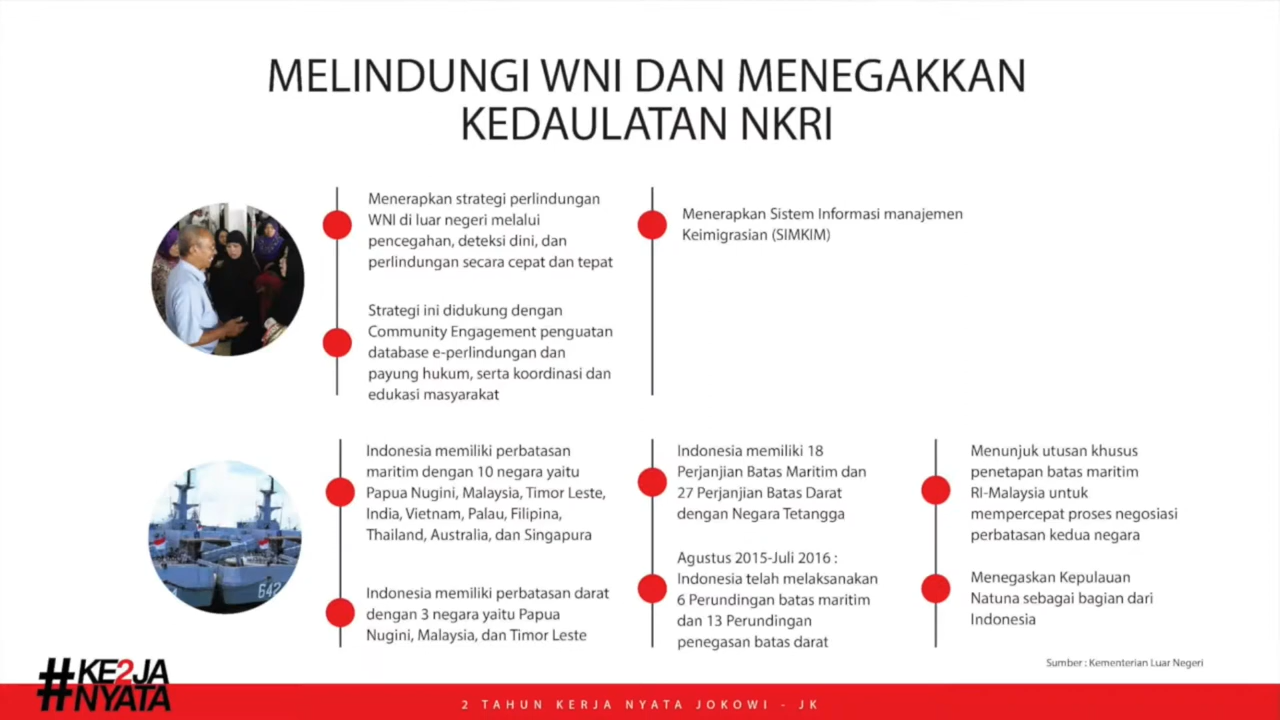 MELINDUNGI WNI DAN MENEGAKKAN
KEDAULATAN NKRI
Menerapkan strategi perlindungan
WNI di luar negeri melalui
pencegahan, deteksi dini, dan
perlindungan secara cepat dan tepat
Strategi ini didukung dengan
Community Engagement penguatan
database e-perlindungan dan
payung hukum, serta koordinasi dan
edukasi masyarakat
Menerapkan Sistem Informasi manajemen
Keimigrasian (SIMKIM)
Indonesia memiliki perbatasan
maritim dengan 10 negara yaitu
Papua Nugini, Malaysia, Timor Leste,
India, Vietnam, Palau, Filipina,
Thailand, Australia, dan Singapura
Indonesia memiliki perbatasan darat
dengan 3 negara yaitu Papua
Nugini, Malaysia, dan Timor Leste
Indonesia memiliki 18
Perjanjian Batas Maritim dan
27 Perjanjian Batas Darat
dengan Negara Tetangga
Agustus 2015-Juli 2016 :
Indonesia telah melaksanakan
6 Perundingan batas maritim
dan 13 Perundingan
penegasan batas darat
Menunjuk utusan khusus
penetapan batas maritim
RI-Malaysia untuk
mempercepat proses negosiasi
perbatasan kedua negara
Menegaskan Kepulauan
Natuna sebagai bagian dari
Indonesia
642
Sumber : Kementerian Luar Negeri
#KE2JA
NYATA
2 TAHUN KERJA NYATA JOKOWI - JK